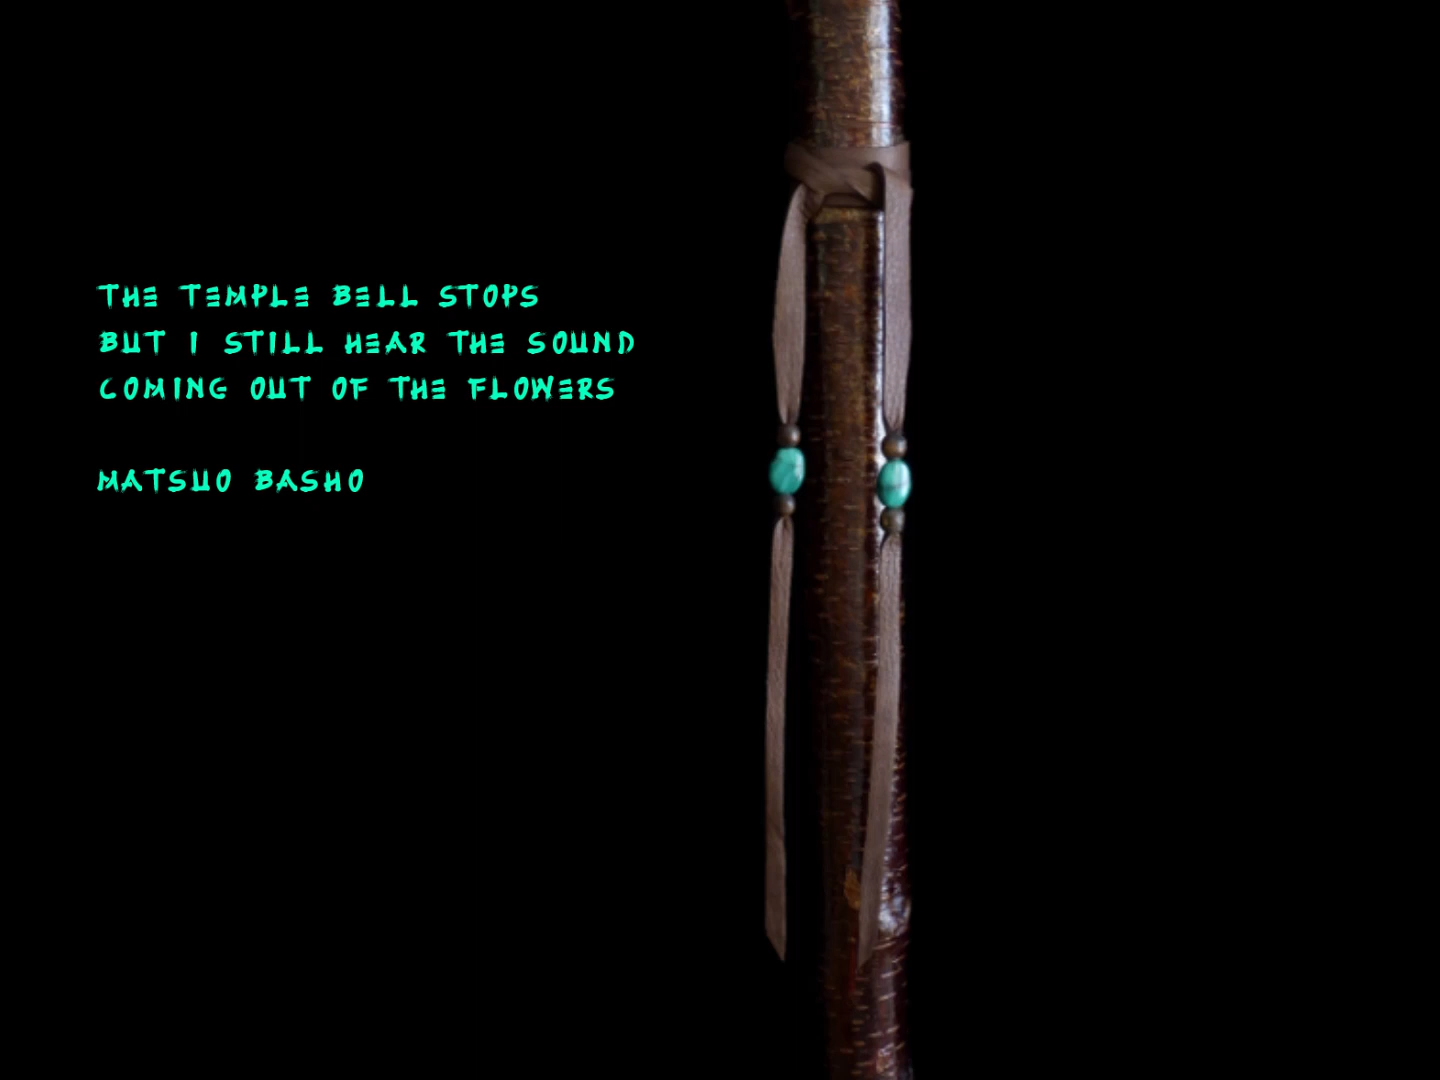 THE TEMPLE BELL STOPS
BUT I STILL HEAR THE SOUND
COMING OUT OF THE FLOWERS
MATSUO BASHO